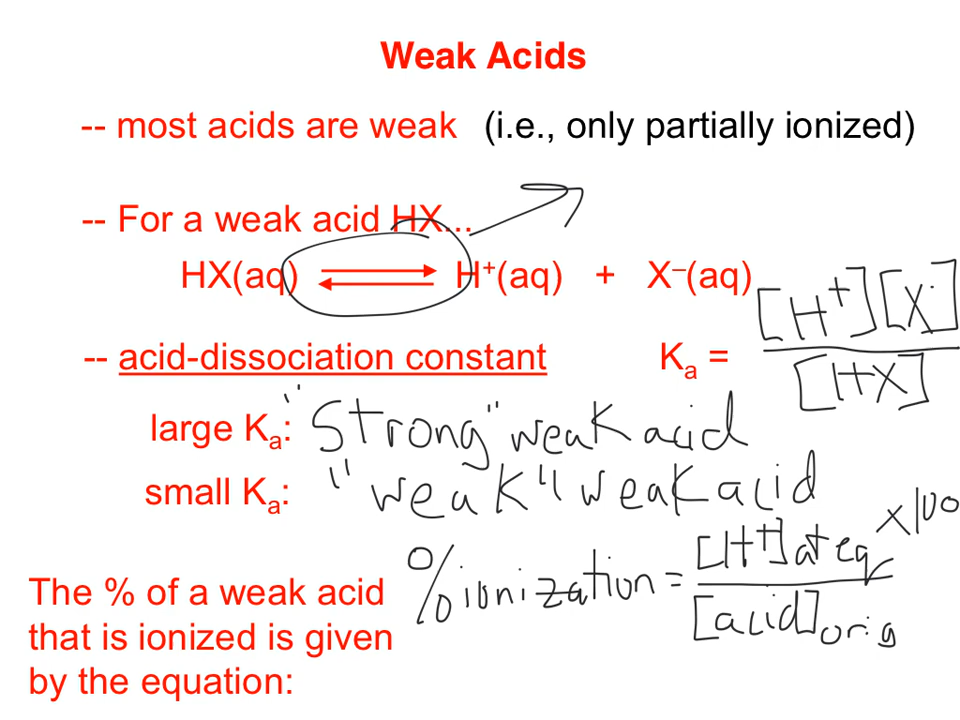 Weak Acids
-- most acids are weak (i.e., only partially ionized)
-- For a weak acid HX...
HX(aq) ⇌ H⁺(aq) + X⁻(aq)
-- acid-dissociation constant Kₐ = [H⁺][X⁻] / [HX]
large Kₐ: "Strong" weak acid
small Kₐ: "weak" weak acid
% ionization = [H⁺] at eq / [acid]orig x100
The % of a weak acid
that is ionized is given
by the equation: